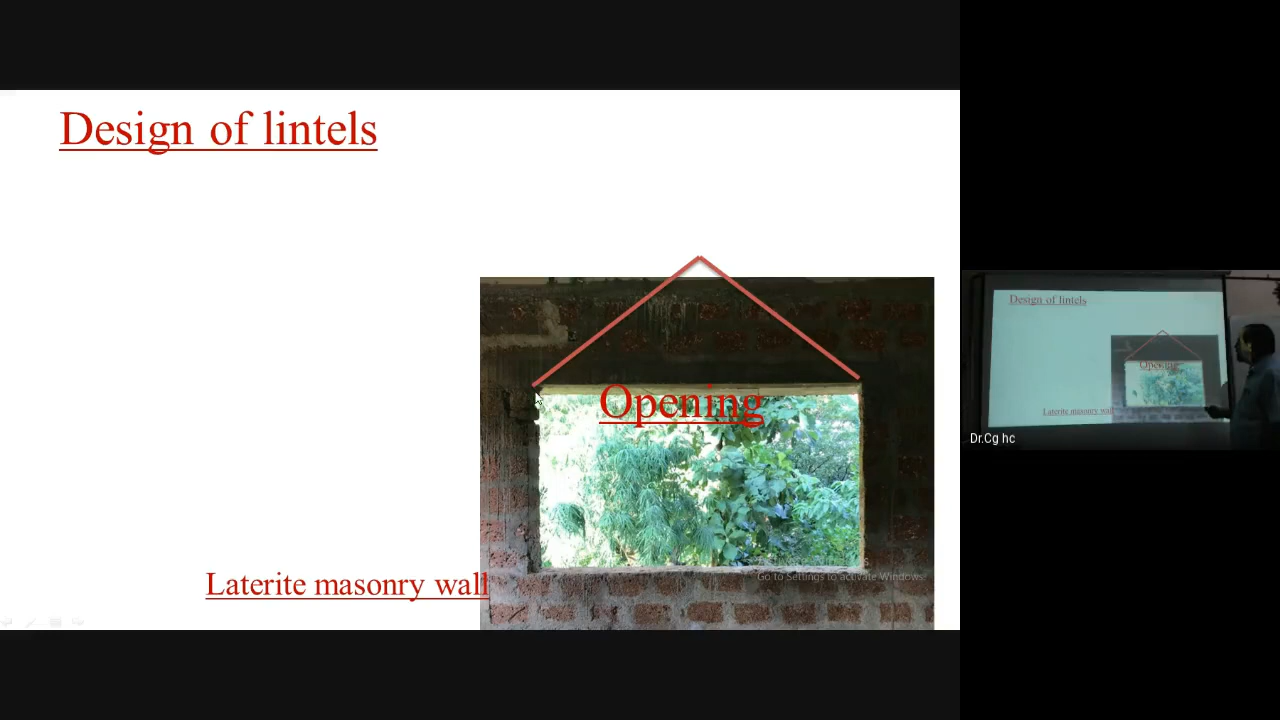 Design of lintels
Opening
Laterite masonry wall
Go to Settings to activate Windows.
Design of lintels
Opening
Laterite masonry wall
Dr.Cg hc